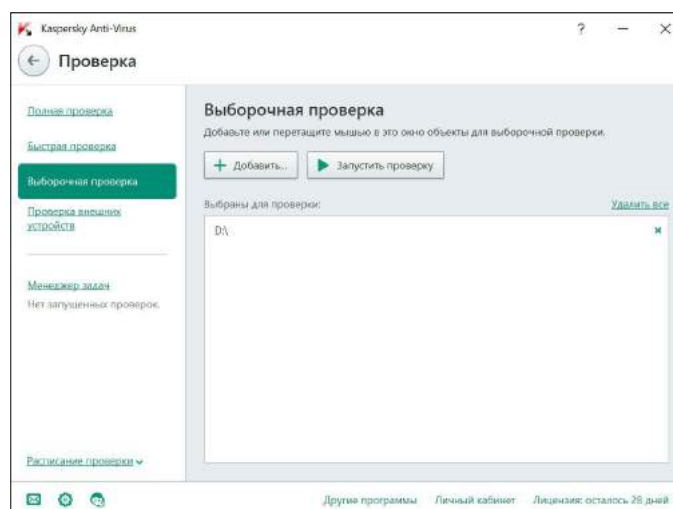 Kaspersky Anti-Virus
?
Проверка
Полная проверка
Быстрая проверка
Выборочная проверка
Проверка внешних
устройств
Менеджер задач
Нет запущенных проверок.
Расписание проверки
Выборочная проверка
Добавьте или перетащите мышью в это окно объекты для выборочной проверки.
+ Добавить... Запустить проверку
Выбраны для проверки: Удалить все
D:\
Другие программы Личный кабинет Лицензия: осталось 28 дней